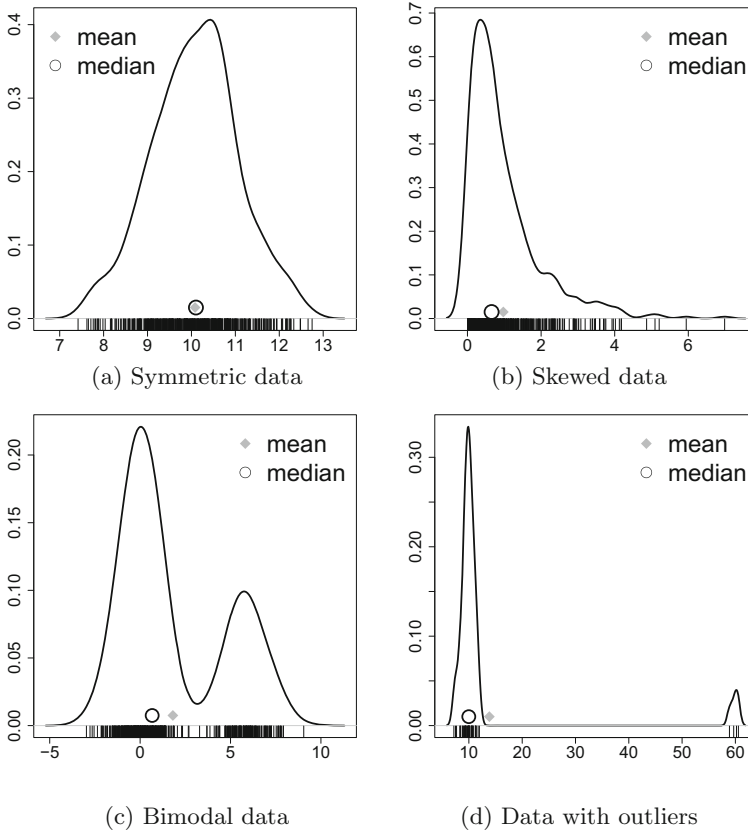 mean
median
0.0 0.1 0.2 0.3 0.4
7 8 9 10 11 12 13
(a) Symmetric data
mean
median
0.0 0.1 0.2 0.3 0.4 0.5 0.6 0.7
0 2 4 6
(b) Skewed data
mean
median
0.00 0.05 0.10 0.15 0.20
−5 0 5 10
(c) Bimodal data
mean
median
0.00 0.10 0.20 0.30
10 20 30 40 50 60
(d) Data with outliers